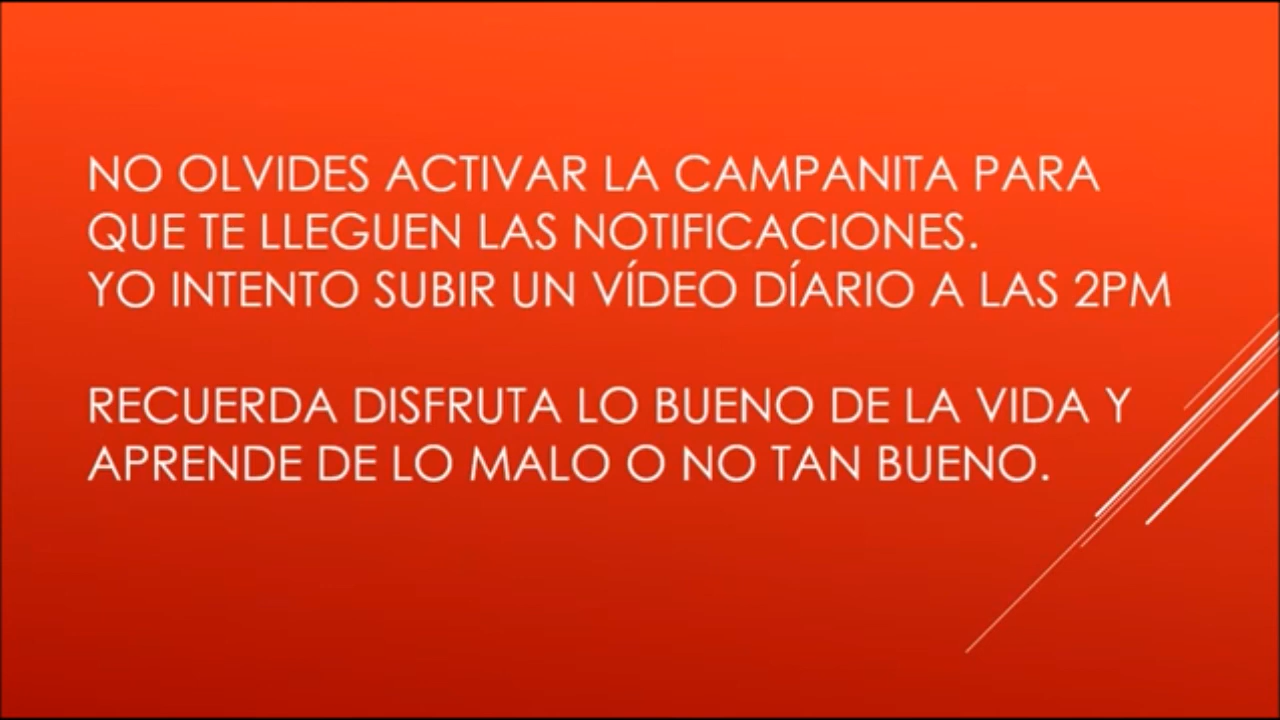 NO OLVIDES ACTIVAR LA CAMPANITA PARA
QUE TE LLEGUEN LAS NOTIFICACIONES.
YO INTENTO SUBIR UN VÍDEO DÍARIO A LAS 2PM
RECUERDA DISFRUTA LO BUENO DE LA VIDA Y
APRENDE DE LO MALO O NO TAN BUENO.